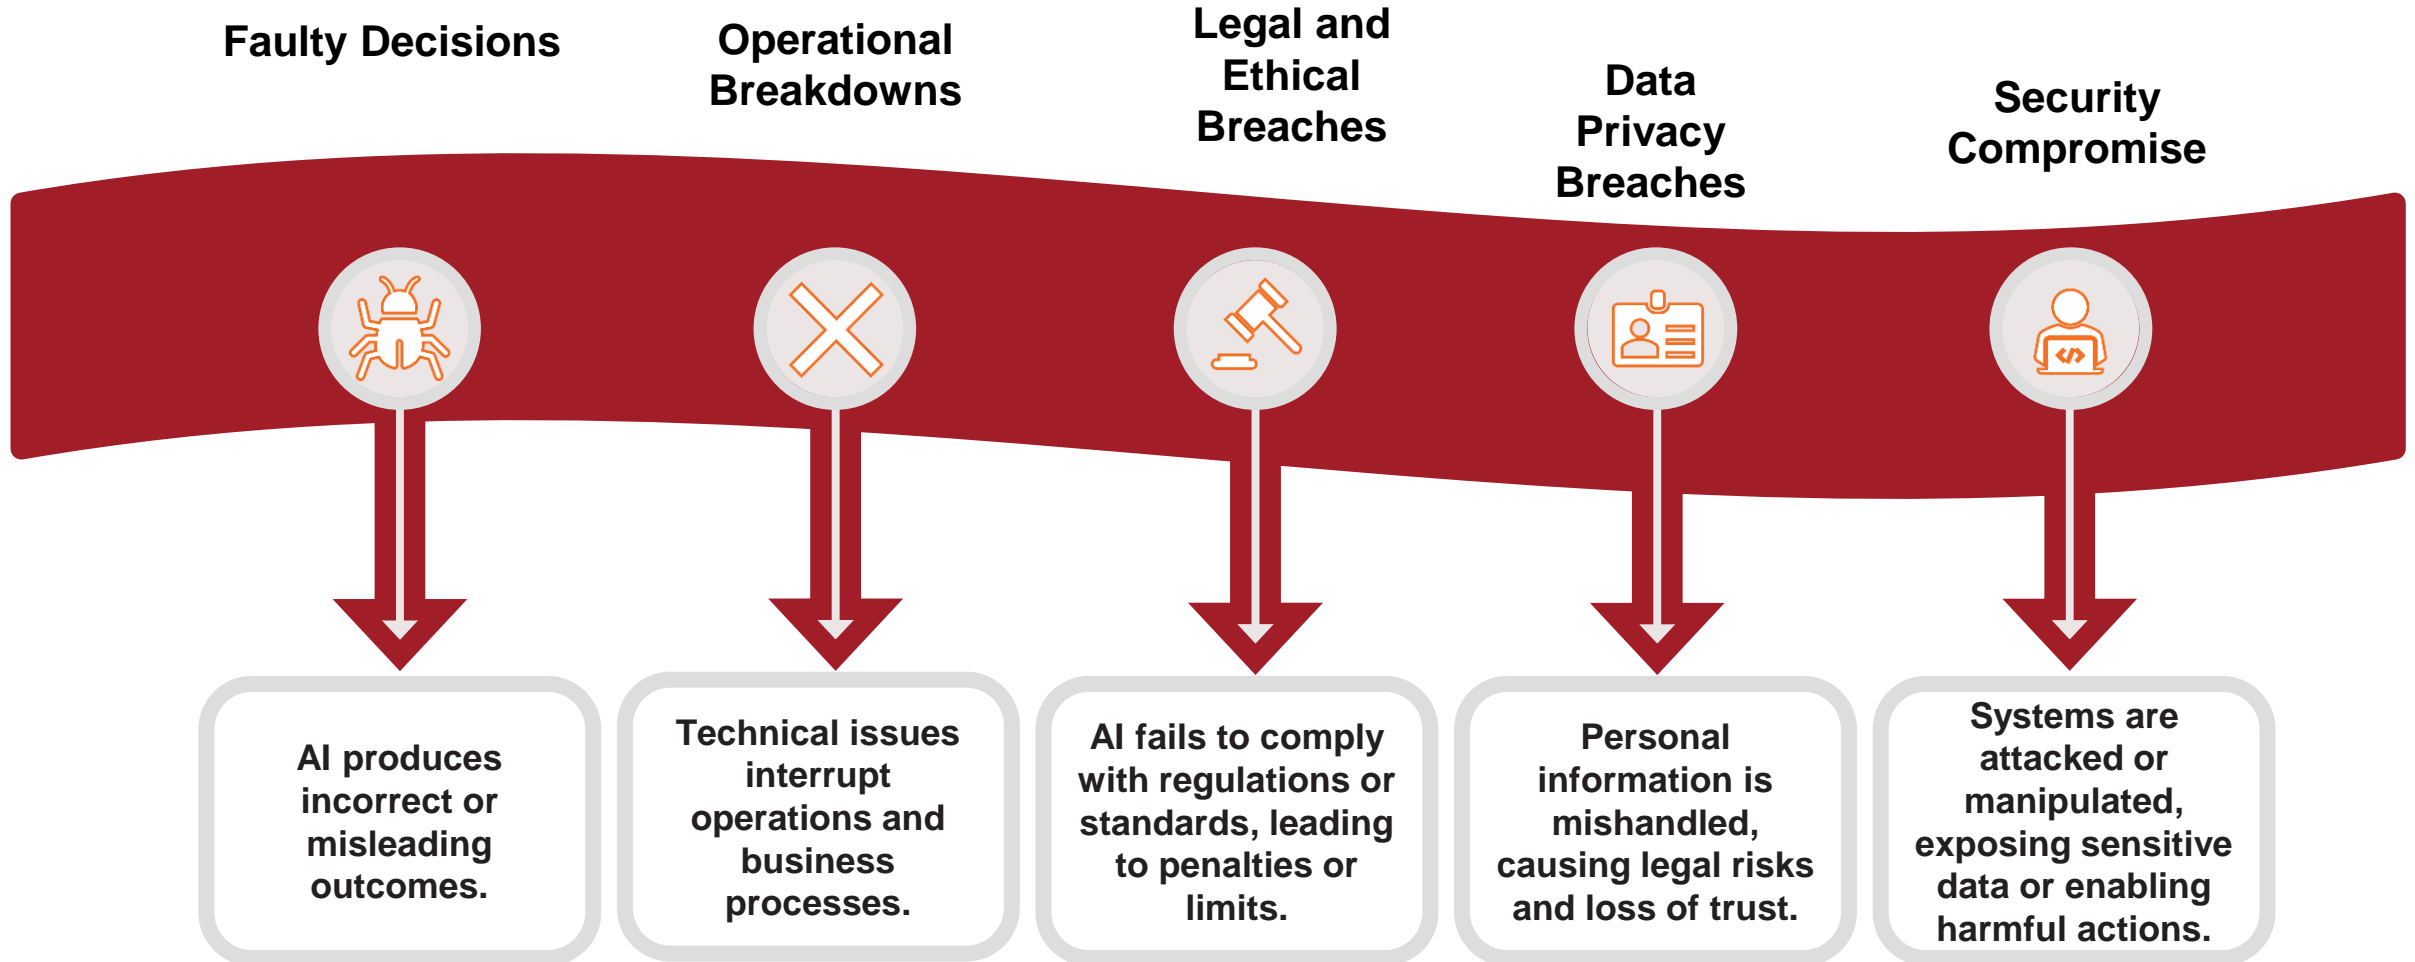 Faulty Decisions
Operational
Breakdowns
Legal and
Ethical
Breaches
Data
Privacy
Breaches
Security
Compromise
</>
AI produces
incorrect or
misleading
outcomes.
Technical issues
interrupt
operations and
business
processes.
AI fails to comply
with regulations or
standards, leading
to penalties or
limits.
Personal
information is
mishandled,
causing legal risks
and loss of trust.
Systems are
attacked or
manipulated,
exposing sensitive
data or enabling
harmful actions.